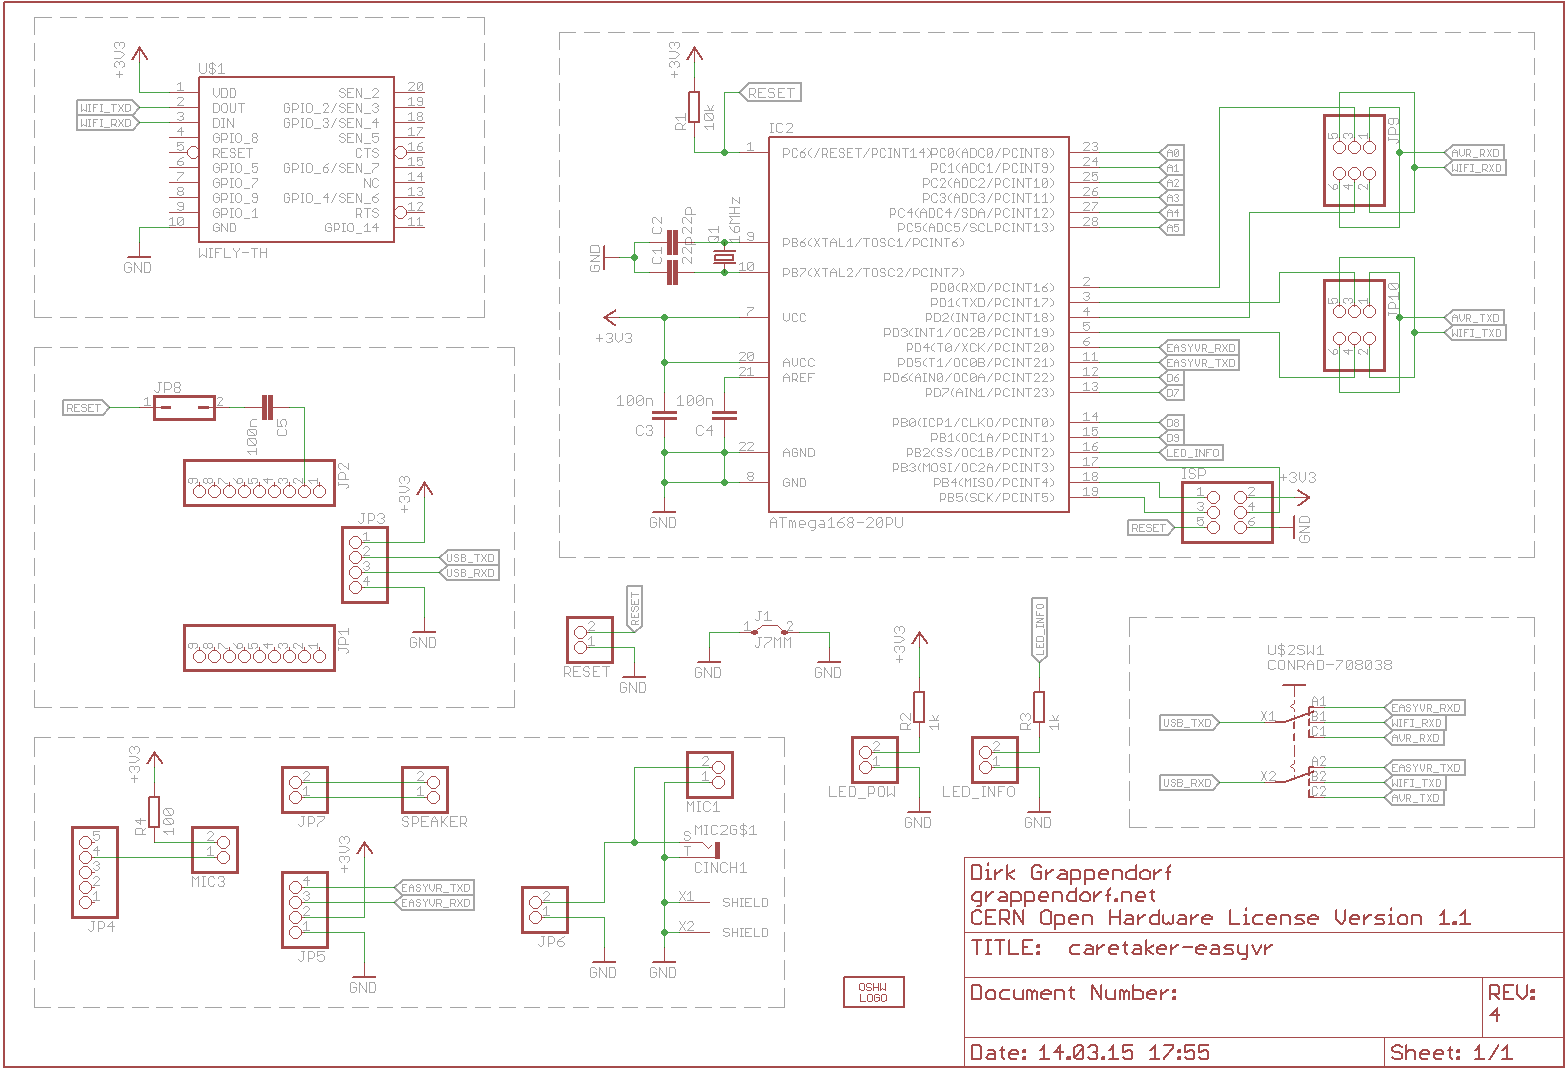 +3V3
U$1
1 VDD SEN_2 20
WIFI_TXD 2 DOUT GPIO_2/SEN_3 19
WIFI_RXD 3 DIN GPIO_3/SEN_4 18
4 GPIO_8 SEN_5 17
5 RESET CTS 16
6 GPIO_5 GPIO_6/SEN_7 15
7 GPIO_7 NC 14
8 GPIO_9 GPIO_4/SEN_6 13
9 GPIO_1 RTS 12
10 GND GPIO_14 11
WIFLY-TH
GND
+3V3
RESET
R1
10k
IC2
1 PC6(/RESET/PCINT14) PC0(ADC0/PCINT8) 23 A0
PC1(ADC1/PCINT9) 24 A1
PC2(ADC2/PCINT10) 25 A2
PC3(ADC3/PCINT11) 26 A3
PC4(ADC4/SDA/PCINT12) 27 A4
PC5(ADC5/SCLPCINT13) 28 A5
C2
22p
C1
22p
Q1
16MHz
GND
9 PB6(XTAL1/TOSC1/PCINT6)
10 PB7(XTAL2/TOSC2/PCINT7)
PD0(RXD/PCINT16) 2
PD1(TXD/PCINT17) 3
7 VCC PD2(INT0/PCINT18) 4
+3V3
PD3(INT1/OC2B/PCINT19) 5
PD4(T0/XCK/PCINT20) 6 EASYVR_RXD
20 AVCC PD5(T1/OC0B/PCINT21) 11 EASYVR_TXD
21 AREF PD6(AIN0/OC0A/PCINT22) 12 D6
PD7(AIN1/PCINT23) 13 D7
100n
C3
100n
C4
PB0(ICP1/CLKO/PCINT0) 14 D8
PB1(OC1A/PCINT1) 15 D9
22 AGND PB2(SS/OC1B/PCINT2) 16 LED_INFO
PB3(MOSI/OC2A/PCINT3) 17
8 GND PB4(MISO/PCINT4) 18
PB5(SCK/PCINT5) 19
GND
ATmega168-20PU
ISP
1 2 +3V3
3 4
5 6 GND
RESET
JP9
5 3 1
6 4 2
AVR_RXD
WIFI_RXD
JP10
5 3 1
6 4 2
AVR_TXD
WIFI_TXD
JP8
RESET 1 2
100n
C5
JP2
9 8 7 6 5 4 3 2 1
+3V3
JP3
1
2 USB_TXD
3 USB_RXD
4
GND
JP1
9 8 7 6 5 4 3 2 1
RESET
2
1
RESET
GND
J1
1 2
J7MM
GND
GND
+3V3
R2
1k
2
1
LED_POW
GND
LED_INFO
R3
1k
2
1
LED_INFO
GND
U$2SW1
CONRAD-708038
USB_TXD X1
A1 EASYVR_RXD
B1 WIFI_RXD
C1 AVR_RXD
USB_RXD X2
A2 EASYVR_TXD
B2 WIFI_TXD
C2 AVR_TXD
+3V3
R4
100
5
4
3
2
1
JP4
2
1
MIC3
2
1
JP7
2
1
SPEAKER
+3V3
4 EASYVR_TXD
3 EASYVR_RXD
2
1
JP5
GND
2
1
MIC1
MIC2G$1
S
T
CINCH1
X1 SHIELD
X2 SHIELD
2
1
JP6
GND
GND
OSHW
LOGO
Dirk Grappendorf
grappendorf.net
CERN Open Hardware License Version 1.1
TITLE: caretaker-easyvr
Document Number:
REV:
4
Date: 14.03.15 17:55
Sheet: 1/1